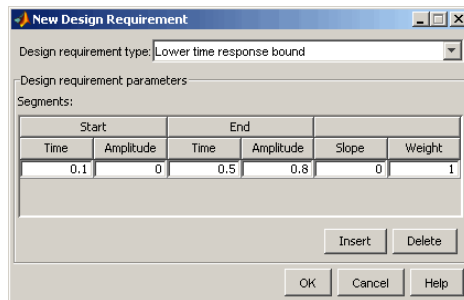 New Design Requirement
Design requirement type: Lower time response bound
Design requirement parameters
Segments:
Start End
Time Amplitude Time Amplitude Slope Weight
0.1 0 0.5 0.8 0 1
Insert Delete
OK Cancel Help